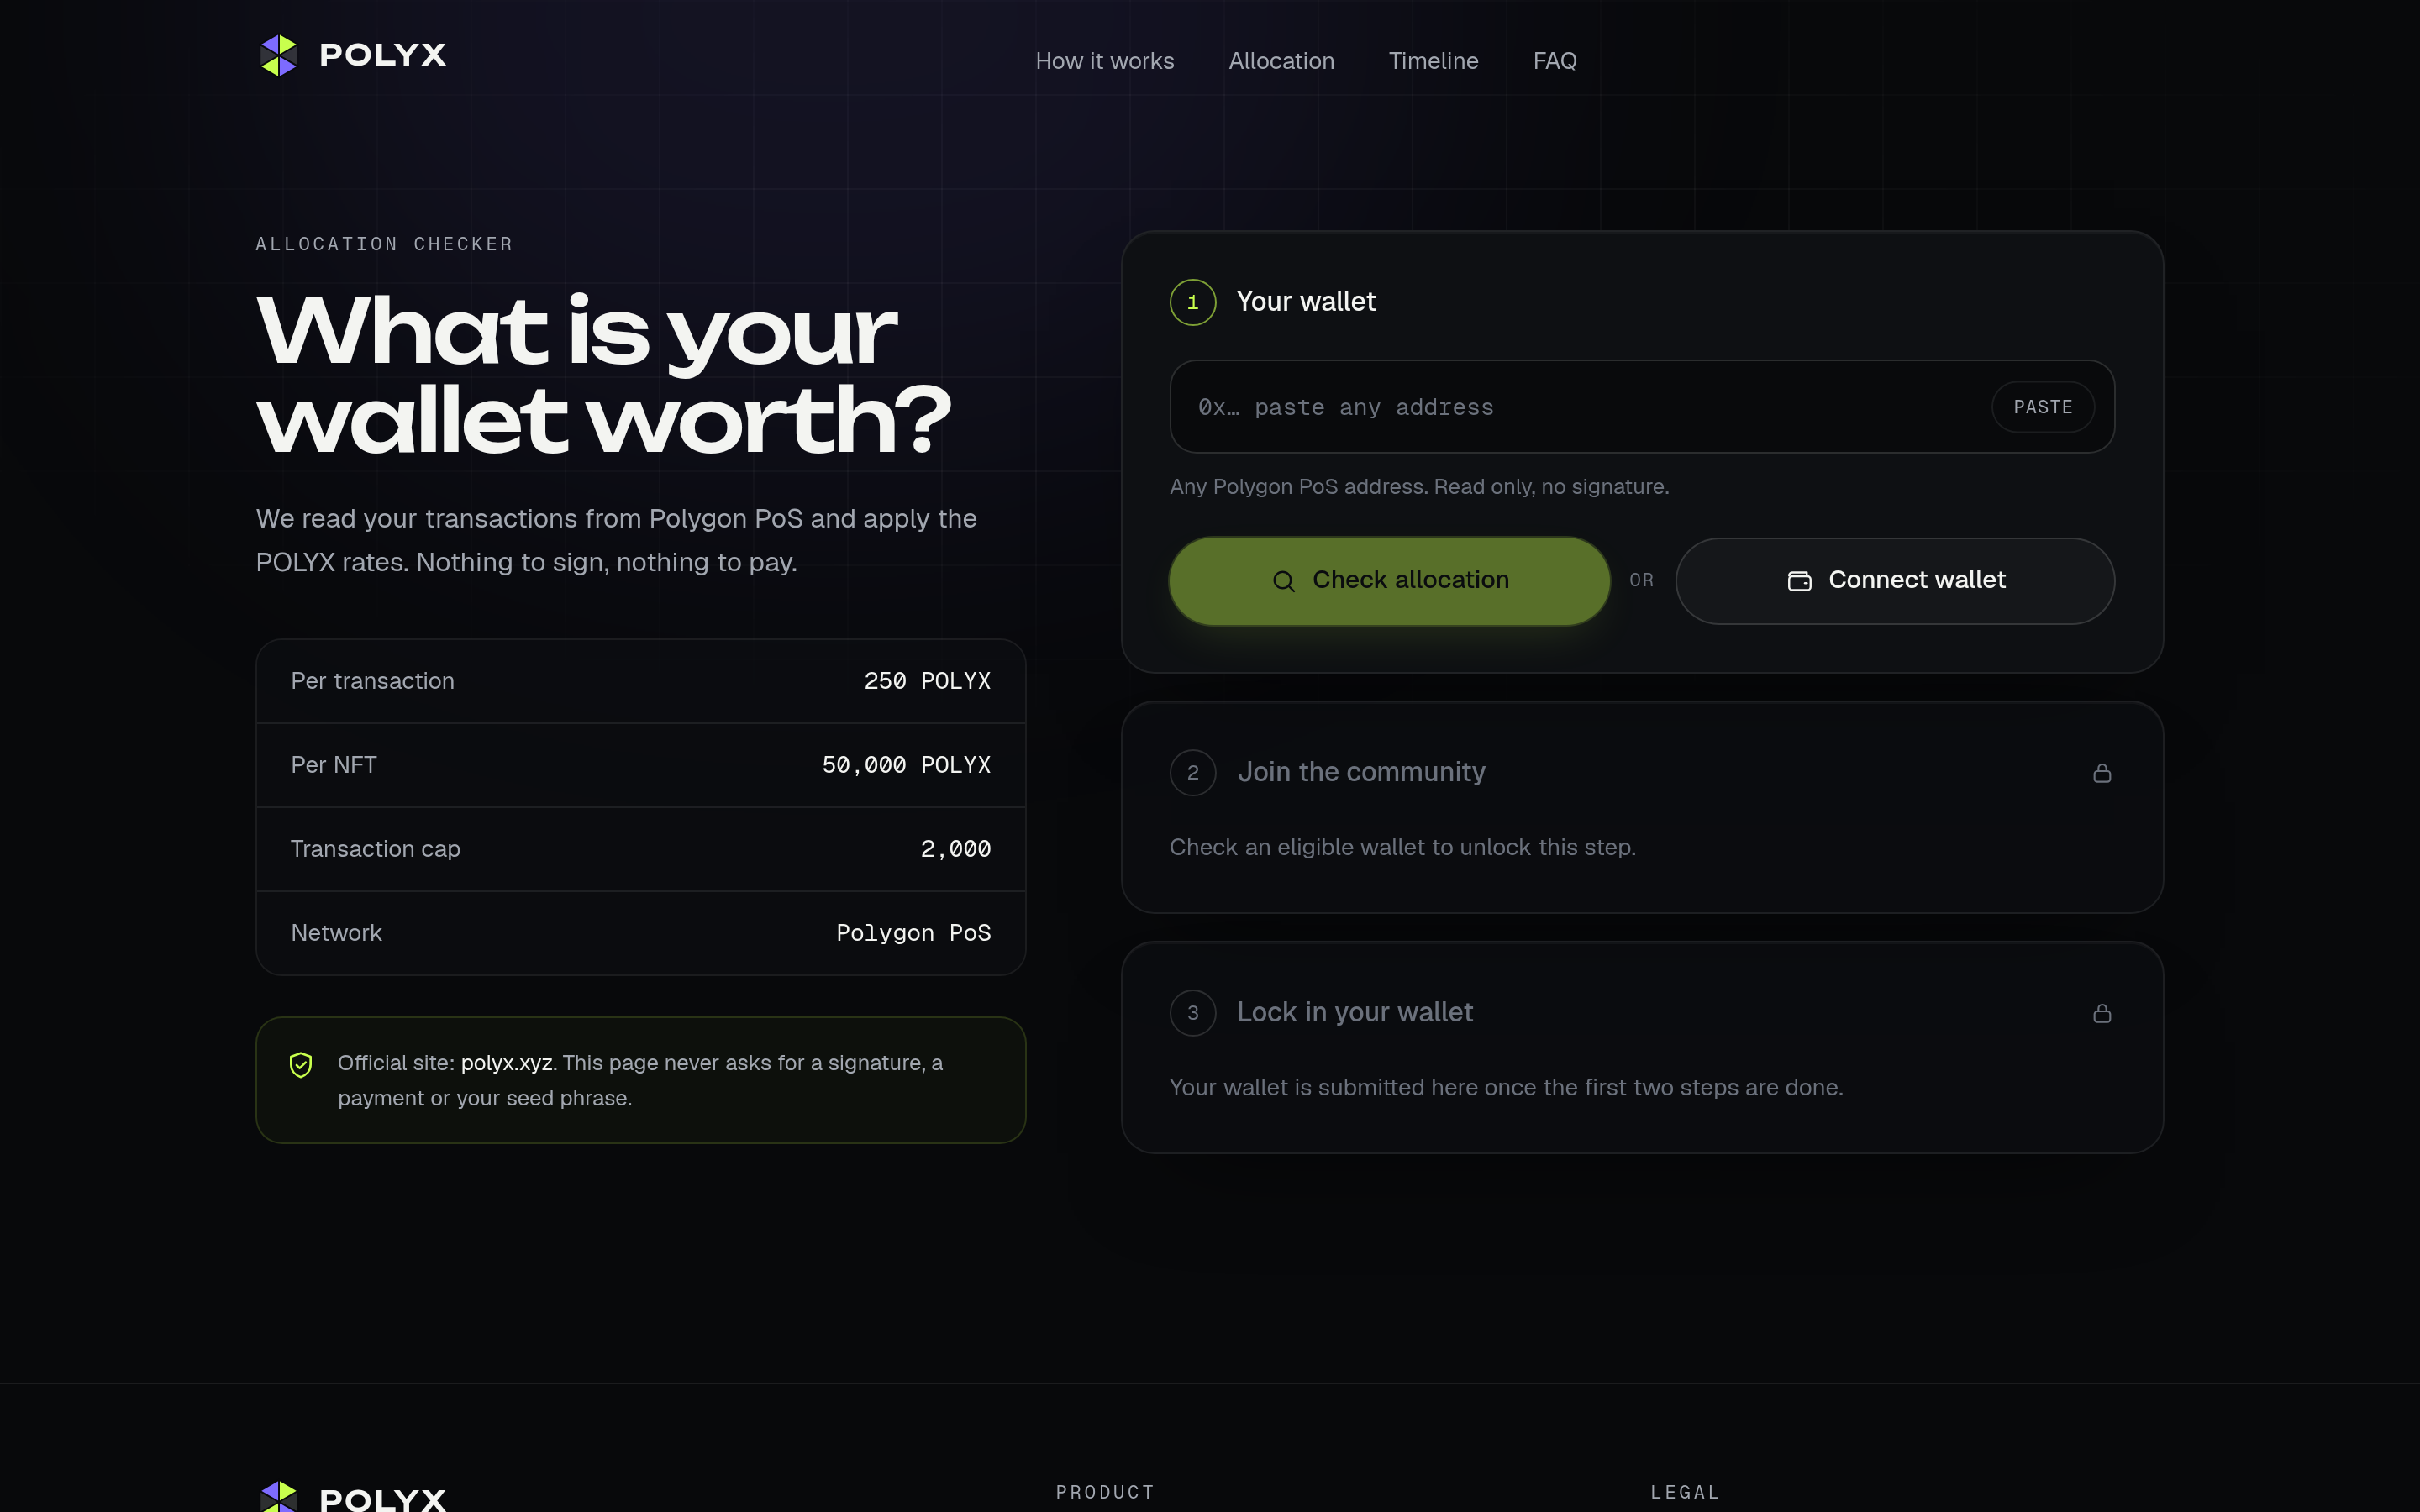 POLYX
How it works
Allocation
Timeline
FAQ
ALLOCATION CHECKER
What is your
wallet worth?
We read your transactions from Polygon PoS and apply the
POLYX rates. Nothing to sign, nothing to pay.
Per transaction 250 POLYX
Per NFT 50,000 POLYX
Transaction cap 2,000
Network Polygon PoS
Official site: polyx.xyz. This page never asks for a signature, a
payment or your seed phrase.
1 Your wallet
0x… paste any address PASTE
Any Polygon PoS address. Read only, no signature.
Check allocation OR Connect wallet
2 Join the community
Check an eligible wallet to unlock this step.
3 Lock in your wallet
Your wallet is submitted here once the first two steps are done.
POLYX
PRODUCT
LEGAL